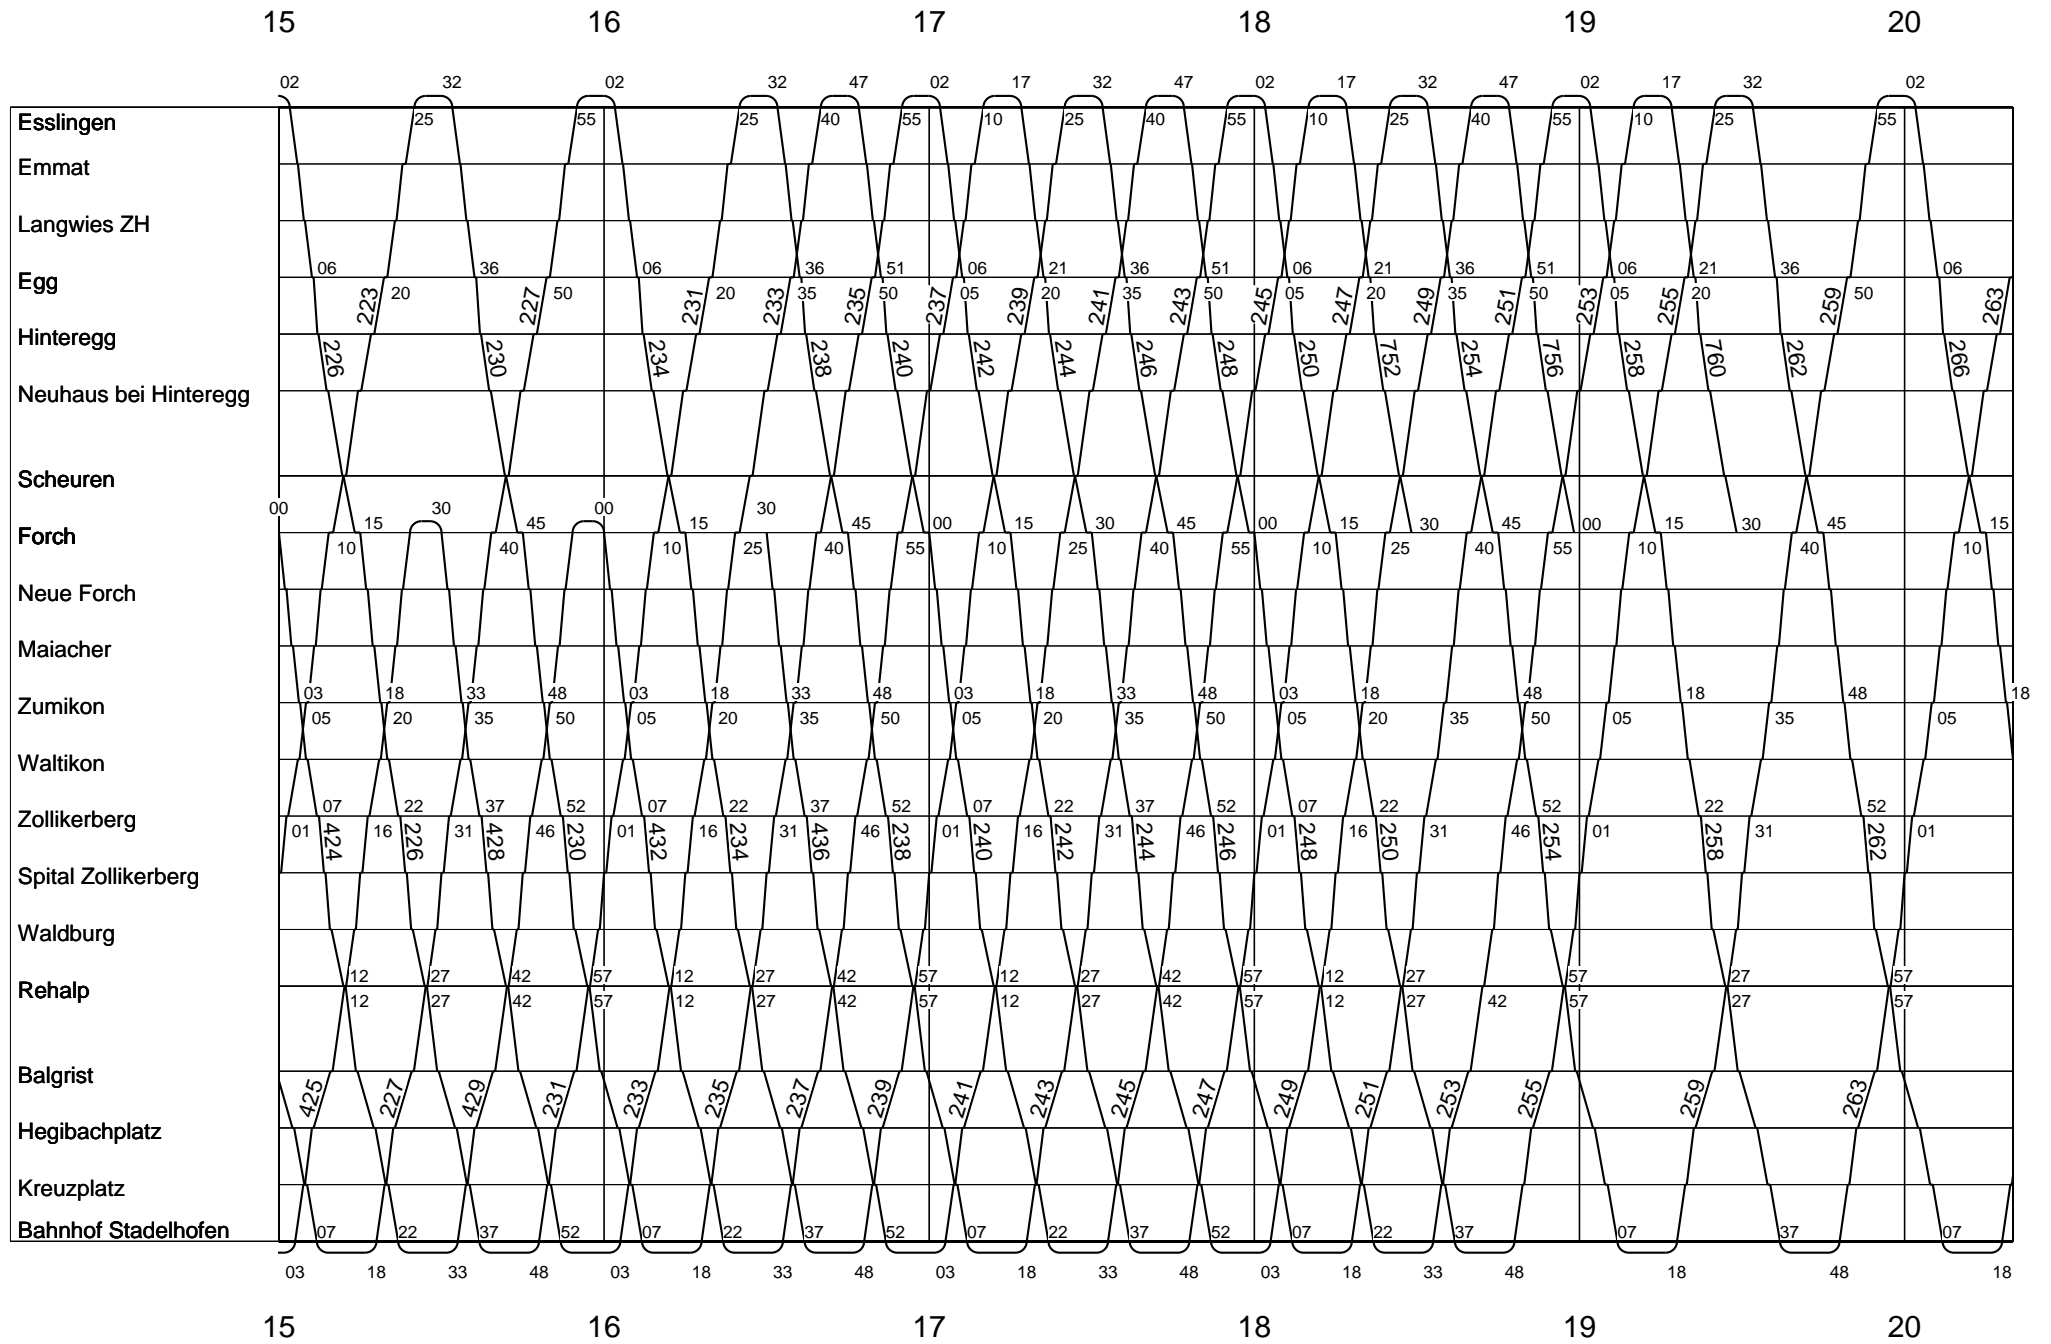 15 16 17 18 19 20
02 32 02 32 47 02 17 32 47 02 17 32 47 02 17 32 02
Esslingen 25 55 25 40 55 10 25 40 55 10 25 40 55 10 25 55
Emmat
Langwies ZH
06 36 06 36 51 06 21 36 51 06 21 36 51 06 21 36 06
Egg 223 20 227 50 231 20 233 35 235 50 237 05 239 20 241 35 243 50 245 05 247 20 249 35 251 50 253 05 255 20 259 50 263
Hinteregg
226 230 234 238 240 242 244 246 248 250 752 254 756 258 760 262 266
Neuhaus bei Hinteregg
Scheuren
00 15 30 45 00 15 30 45 00 15 30 45 00 15 30 45 00 15 30 45 15
Forch 10 40 10 25 40 55 10 25 40 55 10 25 40 55 10 40 10
Neue Forch
Maiacher
03 18 33 48 03 18 33 48 03 18 33 48 03 18 48 18 48 18
Zumikon 05 20 35 50 05 20 35 50 05 20 35 50 05 20 35 50 05 35 05
Waltikon
07 22 37 52 07 22 37 52 07 22 37 52 07 22 52 22 52
Zollikerberg 01 424 16 226 31 428 46 230 01 432 16 234 31 436 46 238 01 240 16 242 31 244 46 246 01 248 16 250 31 46 254 01 258 31 262 01
Spital Zollikerberg
Waldburg
12 27 42 57 12 27 42 57 12 27 42 57 12 27 57 27 57
Rehalp
12 27 42 57 12 27 42 57 12 27 42 57 12 27 42 57 27 57
Balgrist
425 227 429 231 233 235 237 239 241 243 245 247 249 251 253 255 259 263
Hegibachplatz
Kreuzplatz
Bahnhof Stadelhofen 07 22 37 52 07 22 37 52 07 22 37 52 07 22 37 07 37 07
03 18 33 48 03 18 33 48 03 18 33 48 03 18 33 48 18 48 18
15 16 17 18 19 20